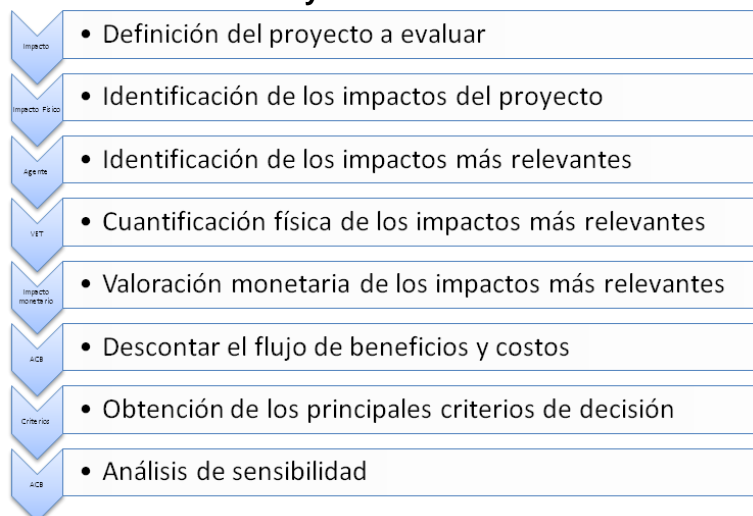 Impacto
• Definición del proyecto a evaluar
Impacto Físico
• Identificación de los impactos del proyecto
Agente
• Identificación de los impactos más relevantes
VET
• Cuantificación física de los impactos más relevantes
Impacto
monetario
• Valoración monetaria de los impactos más relevantes
ACB
• Descontar el flujo de beneficios y costos
Criterios
• Obtención de los principales criterios de decisión
ACB
• Análisis de sensibilidad